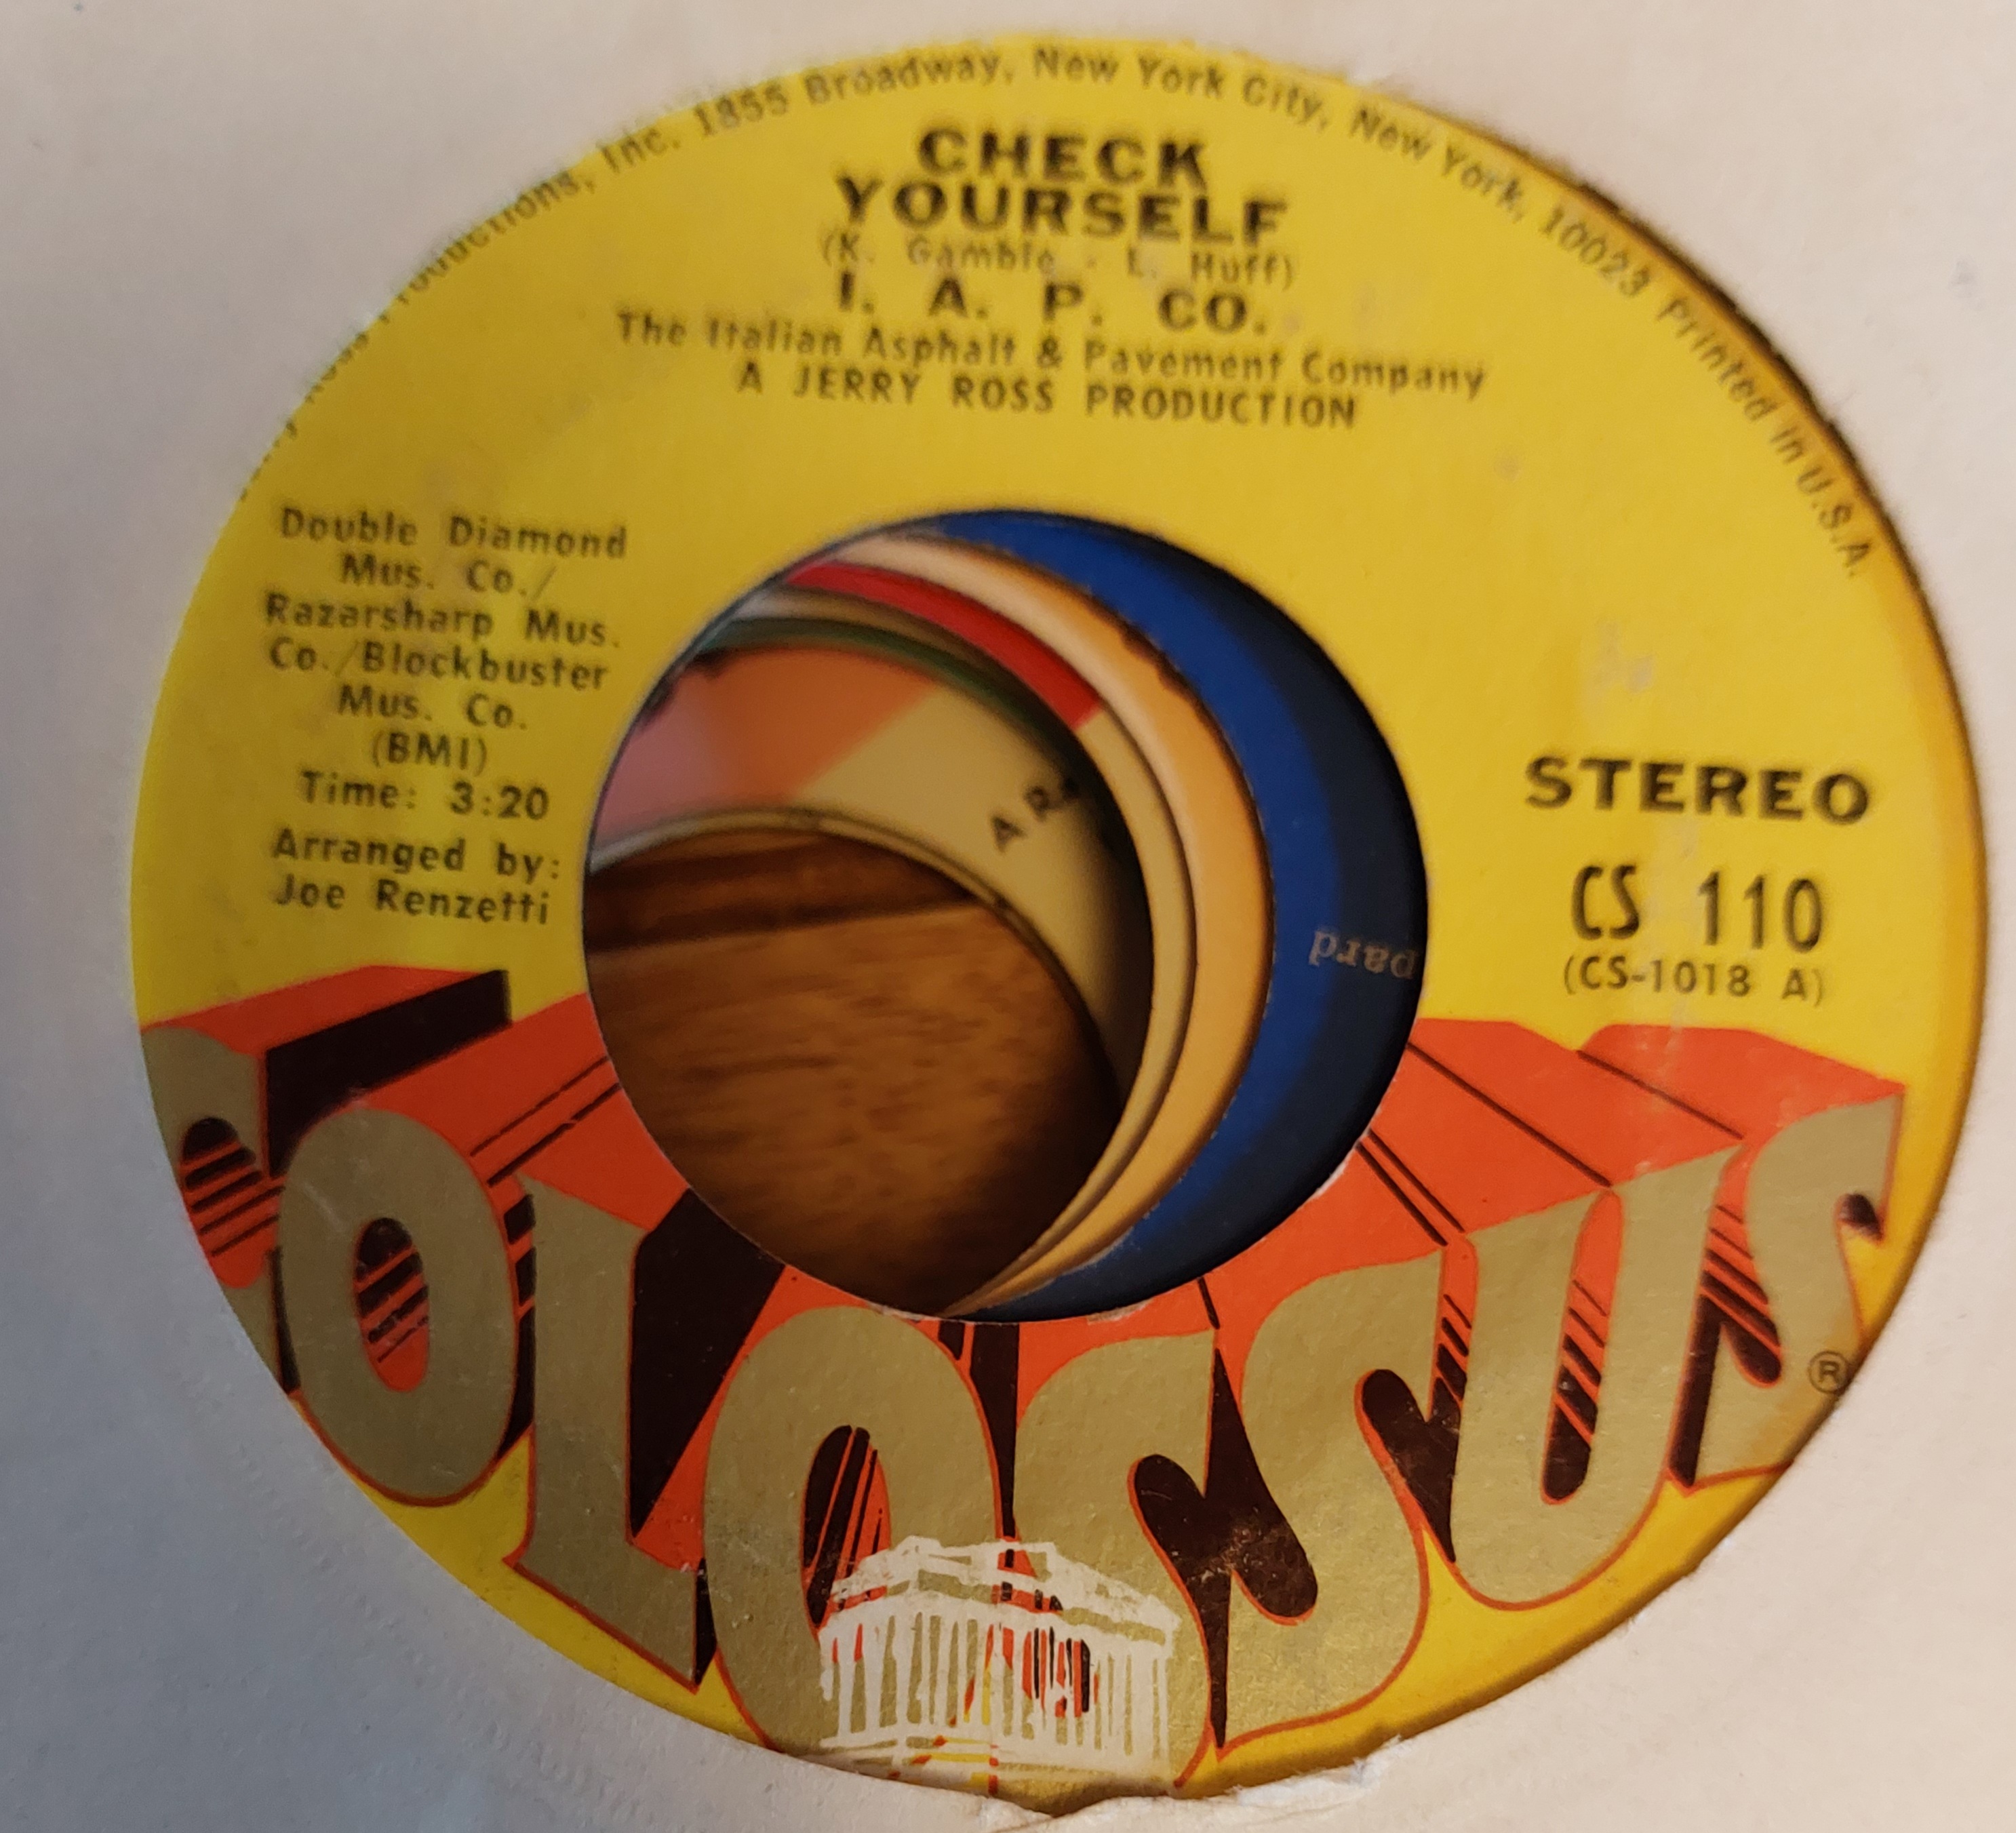 Productions, Inc. 1855 Broadway, New York City, New York, 10023 Printed in U.S.A.
CHECK
YOURSELF
(K. Gamble - L. Huff)
I. A. P. CO.
The Italian Asphalt & Pavement Company
A JERRY ROSS PRODUCTION
Double Diamond
Mus. Co./
Razarsharp Mus.
Co./Blockbuster
Mus. Co.
(BMI)
Time: 3:20
Arranged by:
Joe Renzetti
STEREO
CS 110
(CS-1018 A)
COLOSSUS
®